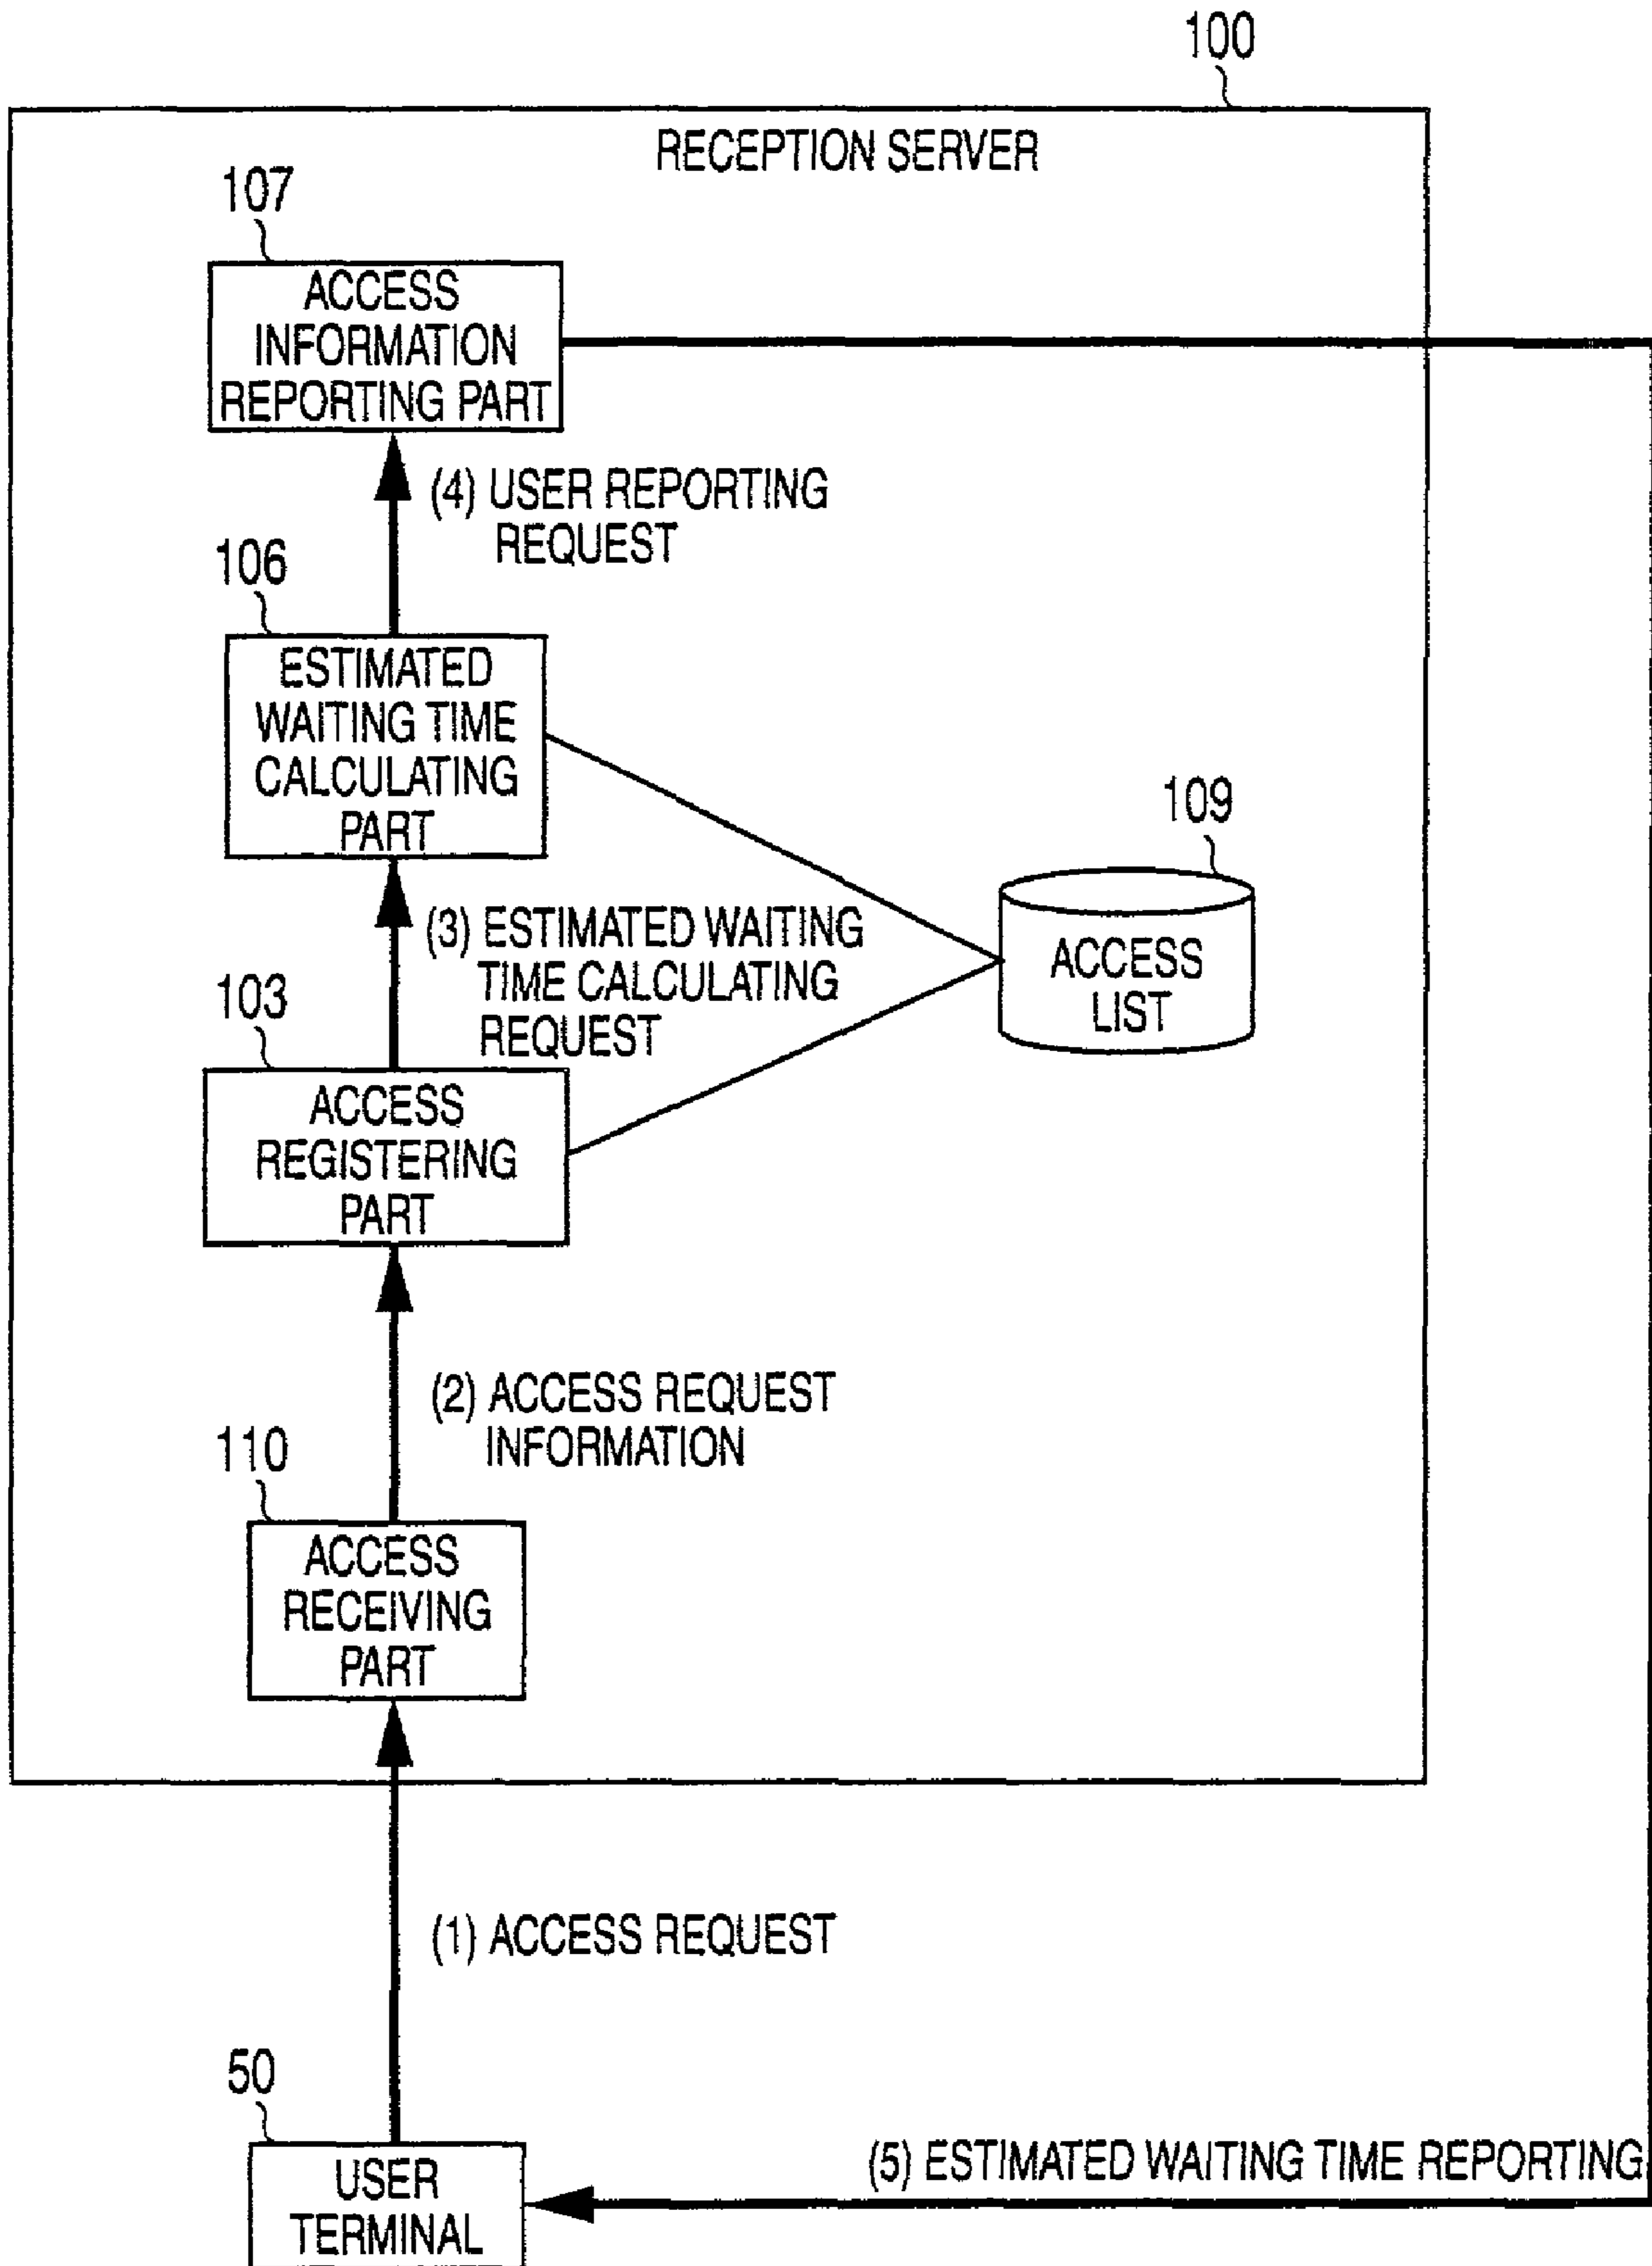 100
RECEPTION SERVER
107
ACCESS
INFORMATION
REPORTING PART
(4) USER REPORTING
REQUEST
106
ESTIMATED
WAITING TIME
CALCULATING
PART
109
ACCESS
LIST
(3) ESTIMATED WAITING
TIME CALCULATING
REQUEST
103
ACCESS
REGISTERING
PART
(2) ACCESS REQUEST
INFORMATION
110
ACCESS
RECEIVING
PART
(1) ACCESS REQUEST
50
USER
TERMINAL
(5) ESTIMATED WAITING TIME REPORTING